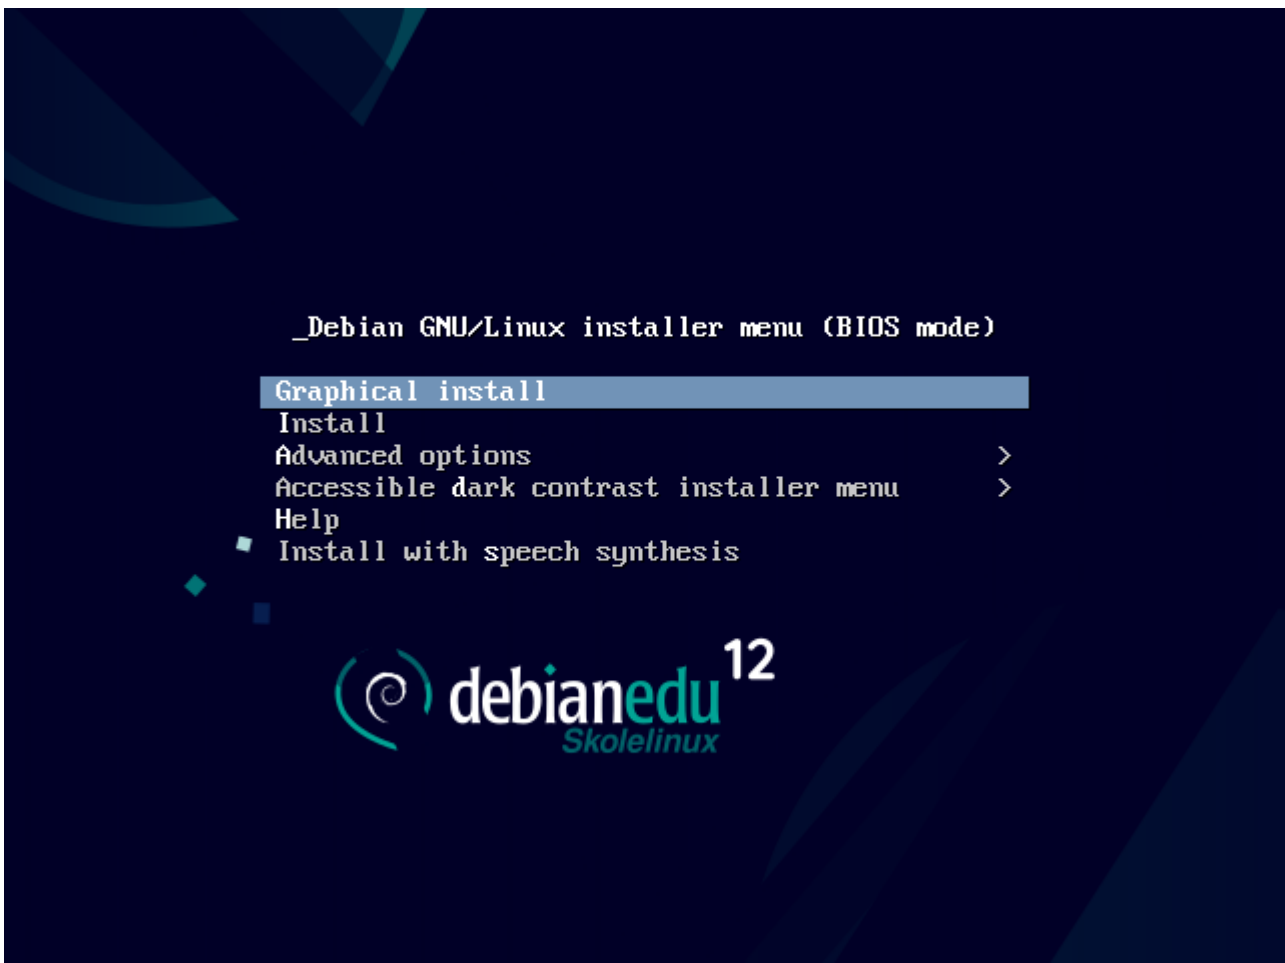 _Debian GNU/Linux installer menu (BIOS mode)
Graphical install
Install
Advanced options >
Accessible dark contrast installer menu >
Help
Install with speech synthesis
debianedu 12
Skolelinux